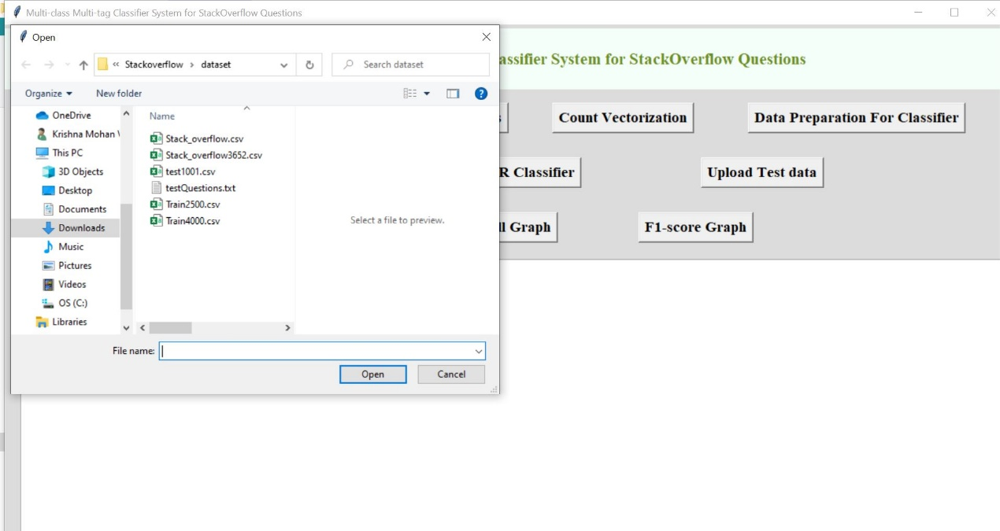 Multi-class Multi-tag Classifier System for StackOverflow Questions
Open
« Stackoverflow > dataset
Search dataset
Organize
New folder
OneDrive
Krishna Mohan
This PC
3D Objects
Desktop
Documents
Downloads
Music
Pictures
Videos
OS (C:)
Libraries
Name
Stack_overflow.csv
Stack_overflow3652.csv
test1001.csv
testQuestions.txt
Train2500.csv
Train4000.csv
Select a file to preview.
File name:
Open
Cancel
assifier System for StackOverflow Questions
Count Vectorization
Data Preparation For Classifier
R Classifier
Upload Test data
ll Graph
F1-score Graph